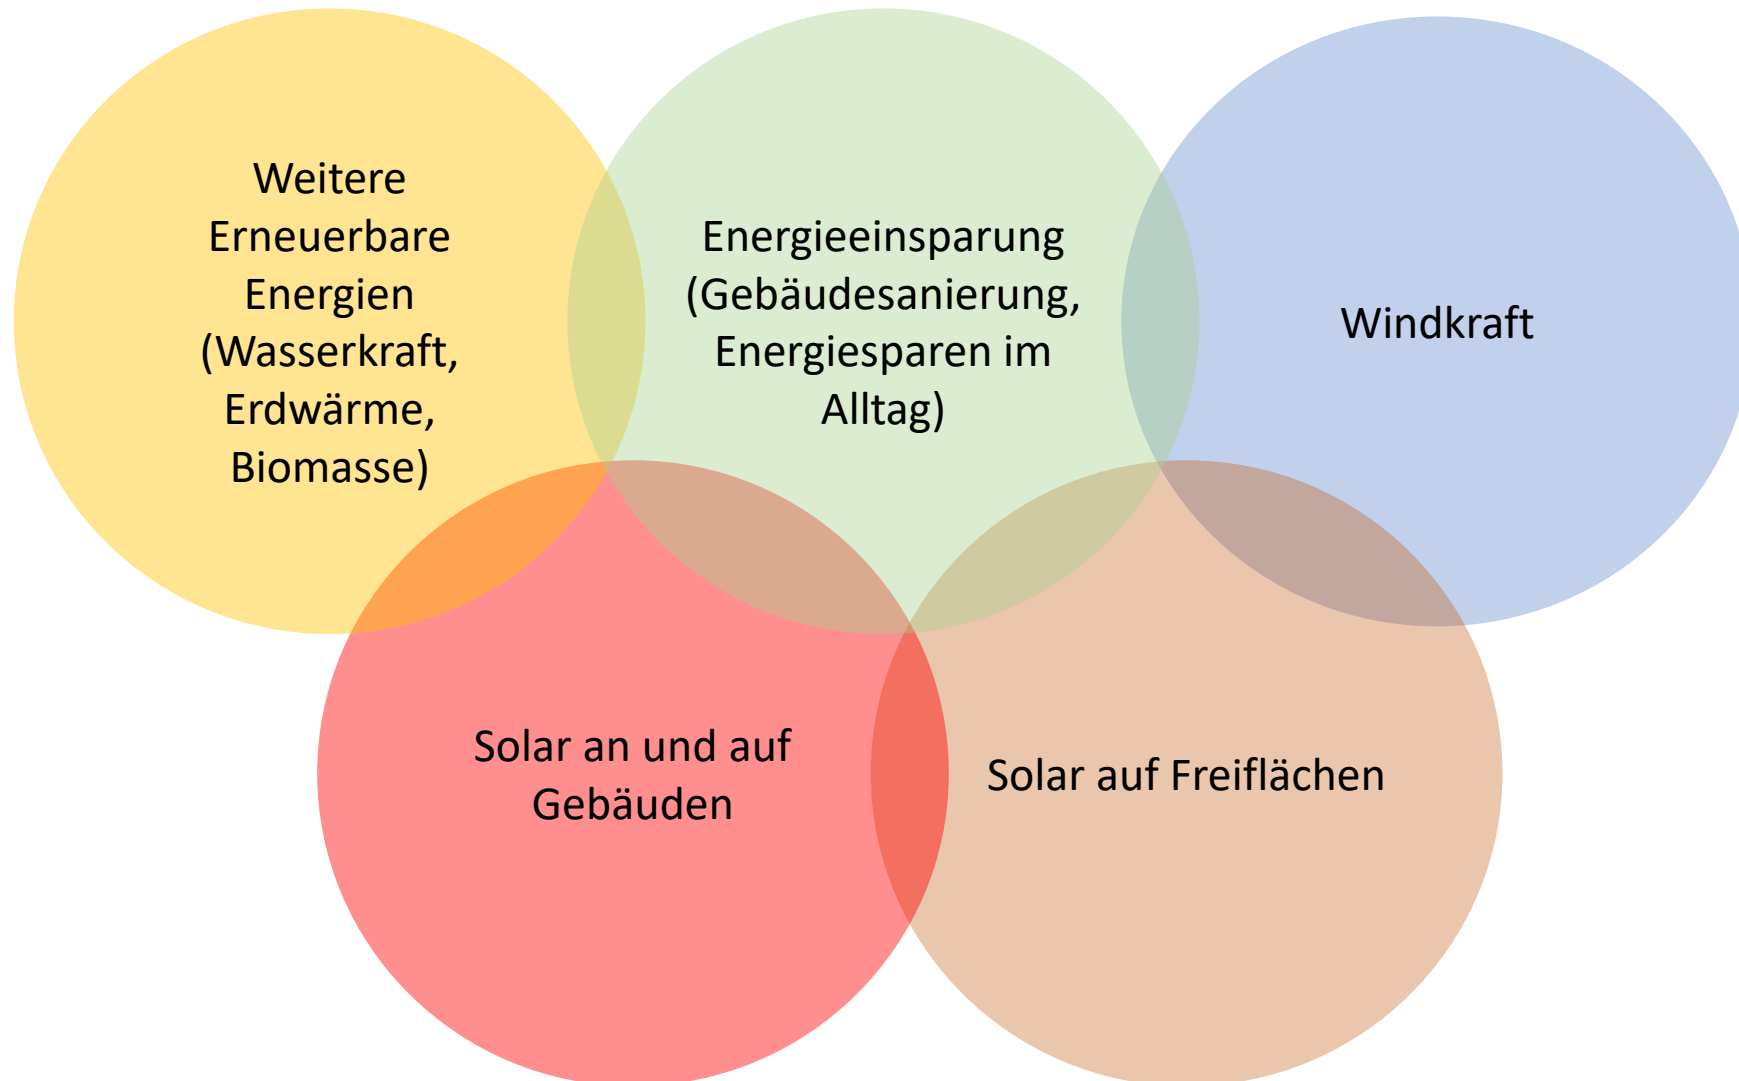 Weitere
Erneuerbare
Energien
(Wasserkraft,
Erdwärme,
Biomasse)
Energieeinsparung
(Gebäudesanierung,
Energiesparen im
Alltag)
Windkraft
Solar an und auf
Gebäuden
Solar auf Freiflächen